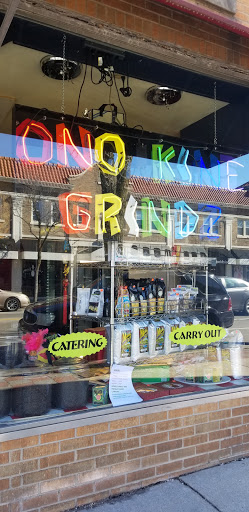 ONO KINE
GRINDZ
CATERING
CARRY OUT